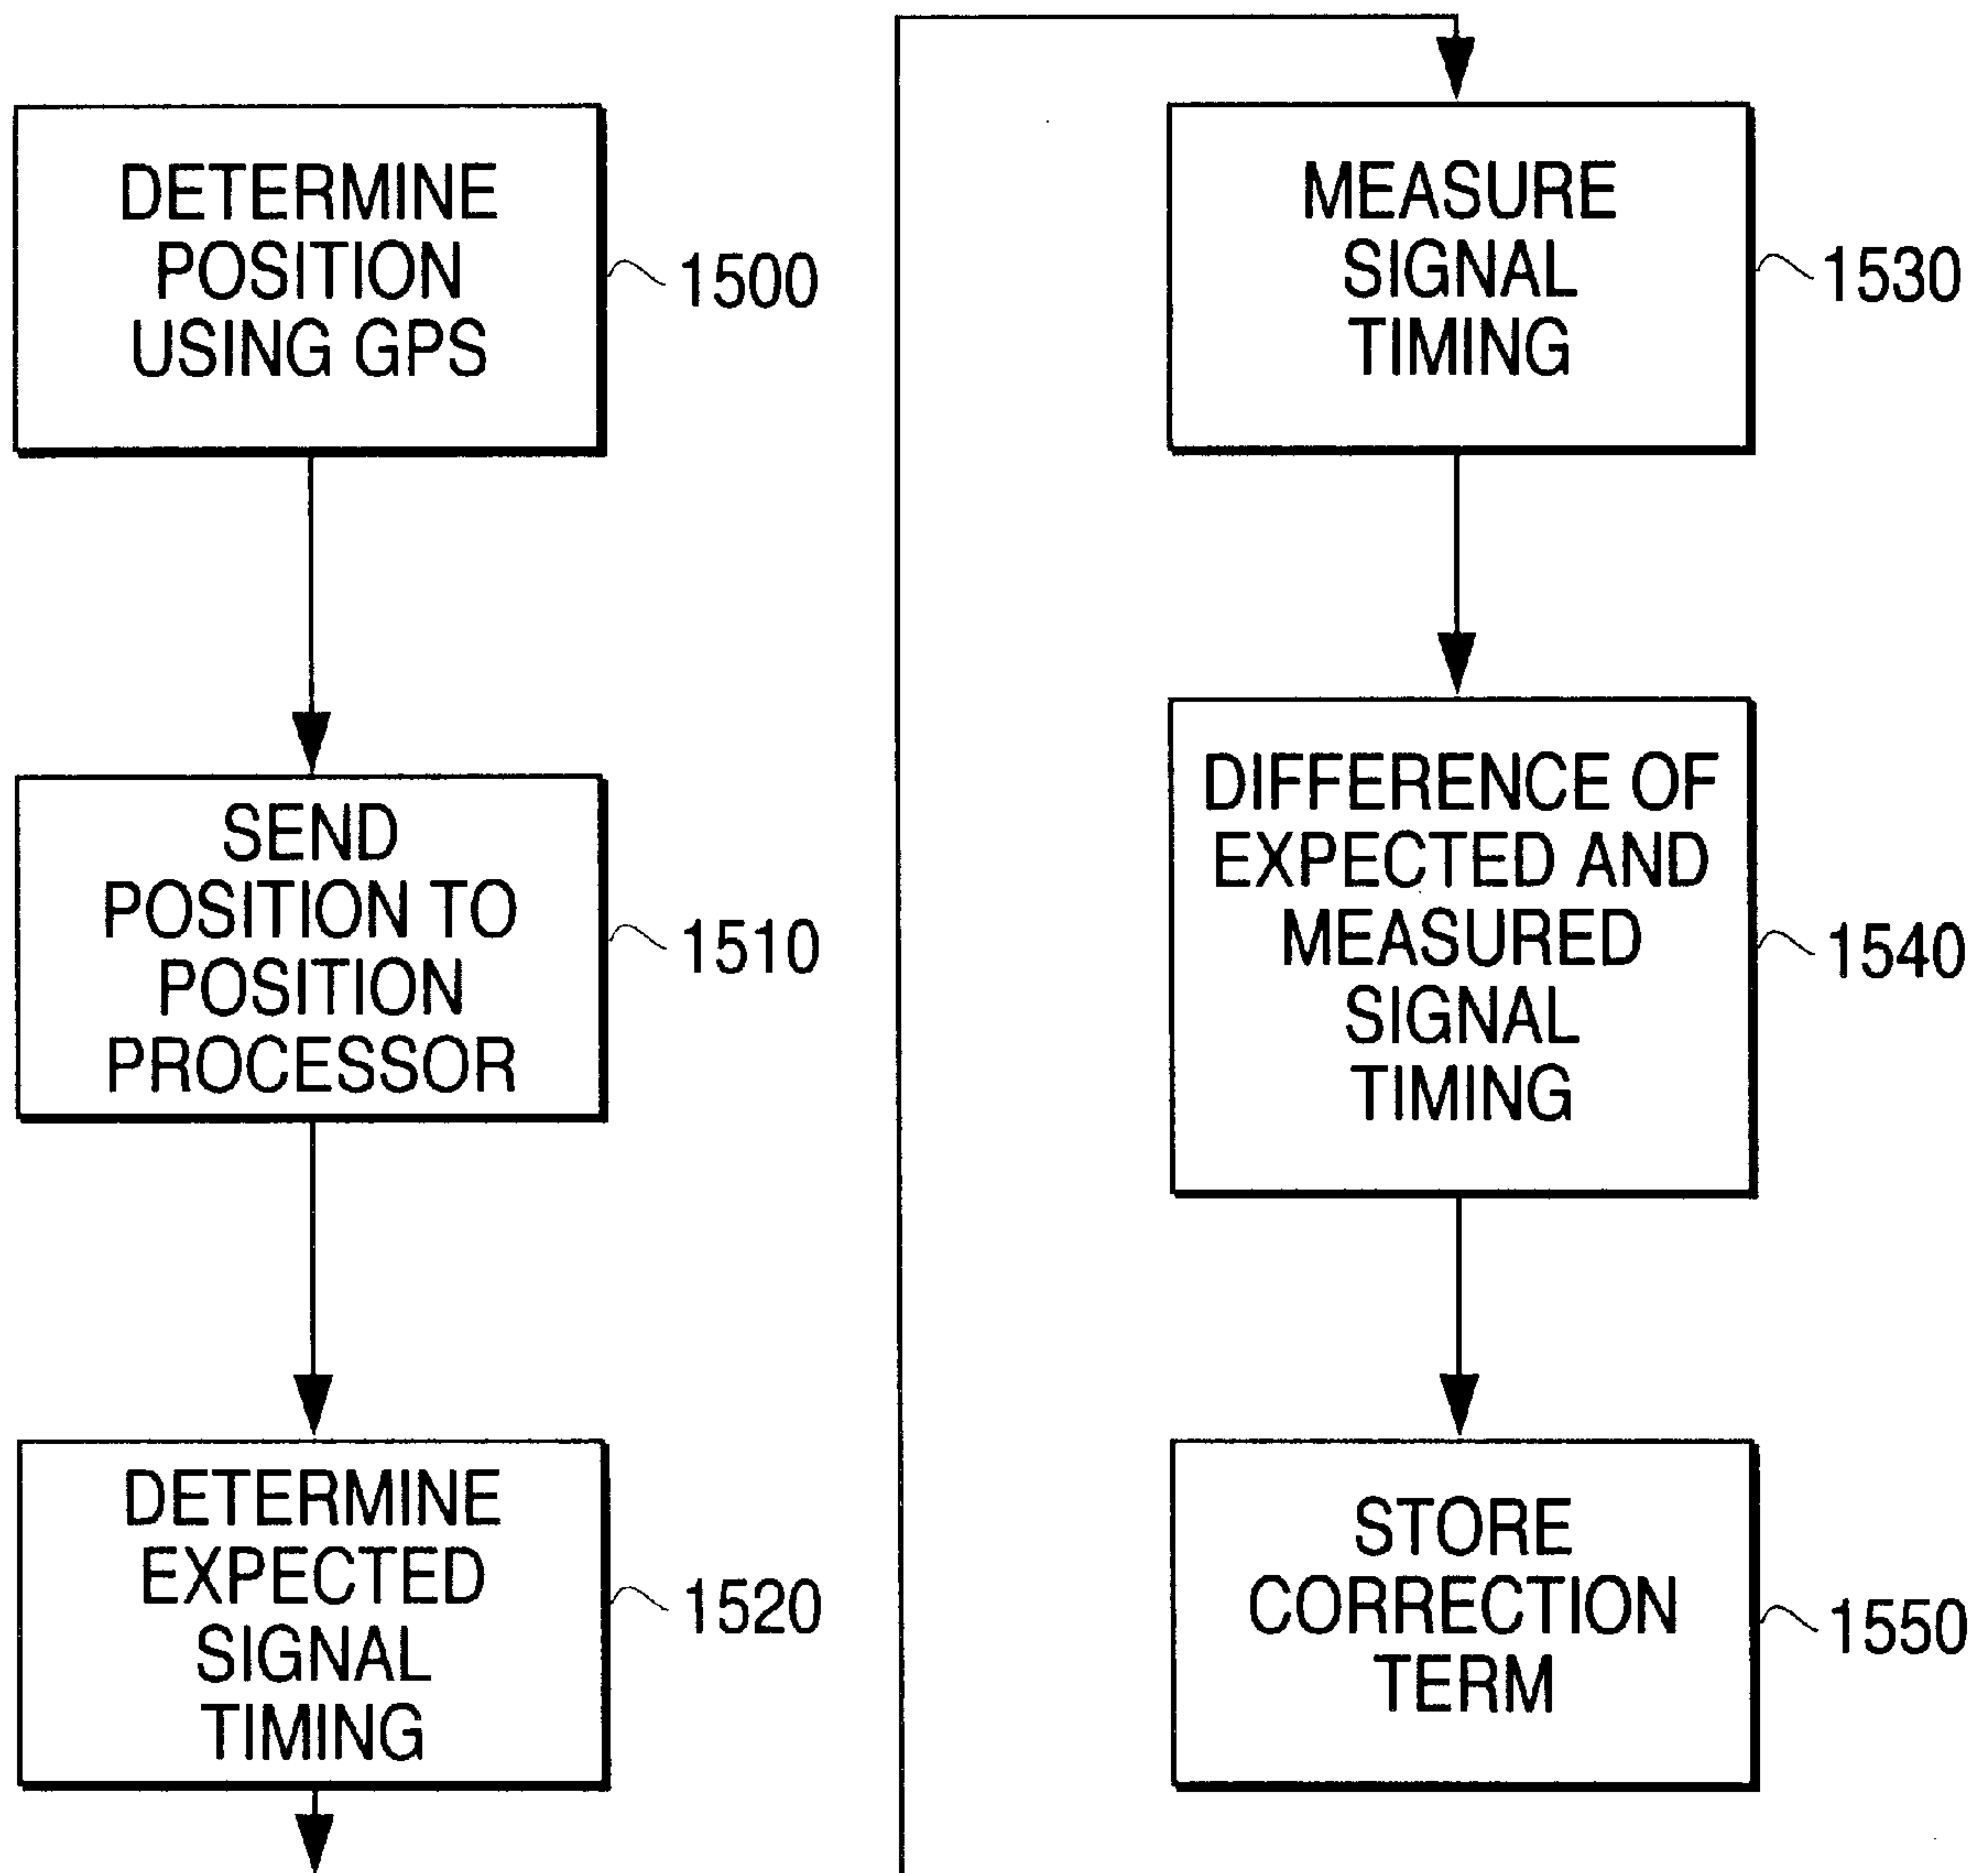 DETERMINE
POSITION
USING GPS
1500
SEND
POSITION TO
POSITION
PROCESSOR
1510
DETERMINE
EXPECTED
SIGNAL
TIMING
1520
MEASURE
SIGNAL
TIMING
1530
DIFFERENCE OF
EXPECTED AND
MEASURED
SIGNAL
TIMING
1540
STORE
CORRECTION
TERM
1550